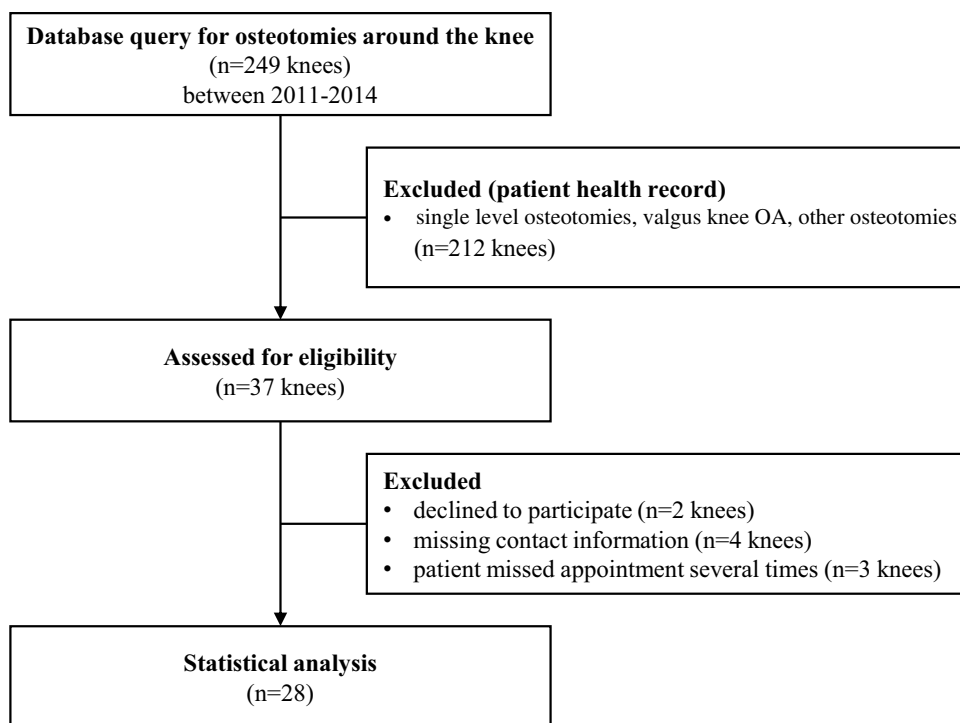 Database query for osteotomies around the knee
(n=249 knees)
between 2011-2014
Excluded (patient health record)
• single level osteotomies, valgus knee OA, other osteotomies
(n=212 knees)
Assessed for eligibility
(n=37 knees)
Excluded
• declined to participate (n=2 knees)
• missing contact information (n=4 knees)
• patient missed appointment several times (n=3 knees)
Statistical analysis
(n=28)